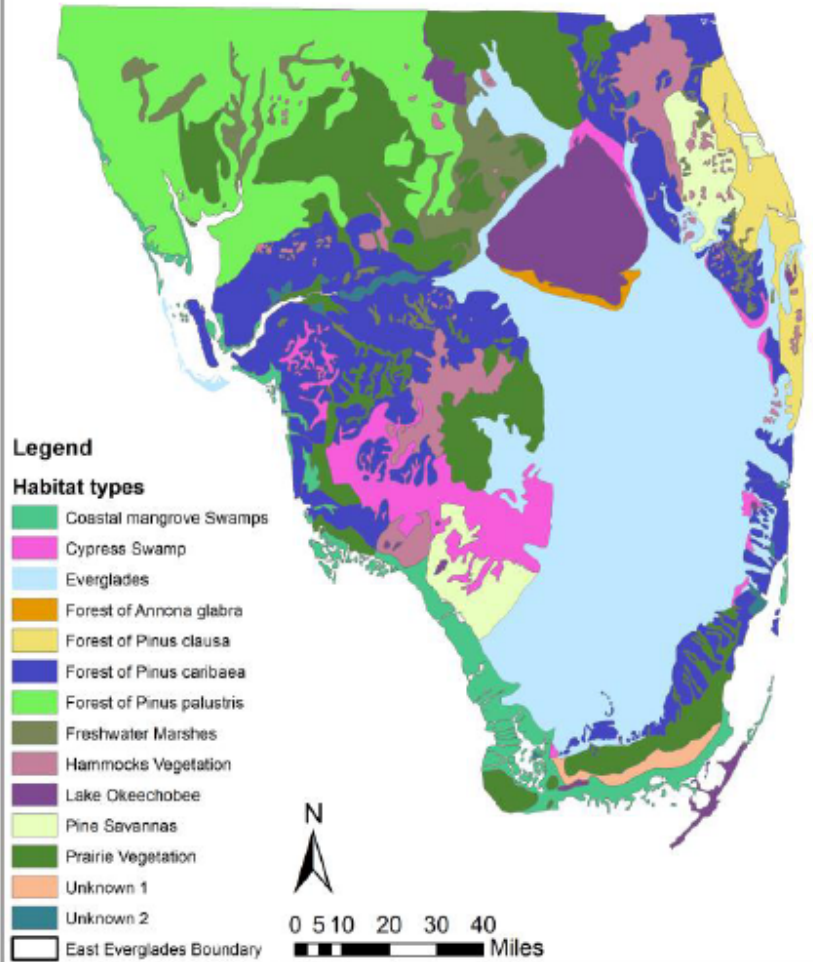 Legend
Habitat types
Coastal mangrove Swamps
Cypress Swamp
Everglades
Forest of Annona glabra
Forest of Pinus clausa
Forest of Pinus caribaea
Forest of Pinus palustris
Freshwater Marshes
Hammocks Vegetation
Lake Okeechobee
Pine Savannas
Prairie Vegetation
Unknown 1
Unknown 2
East Everglades Boundary
N
0 5 10 20 30 40
Miles